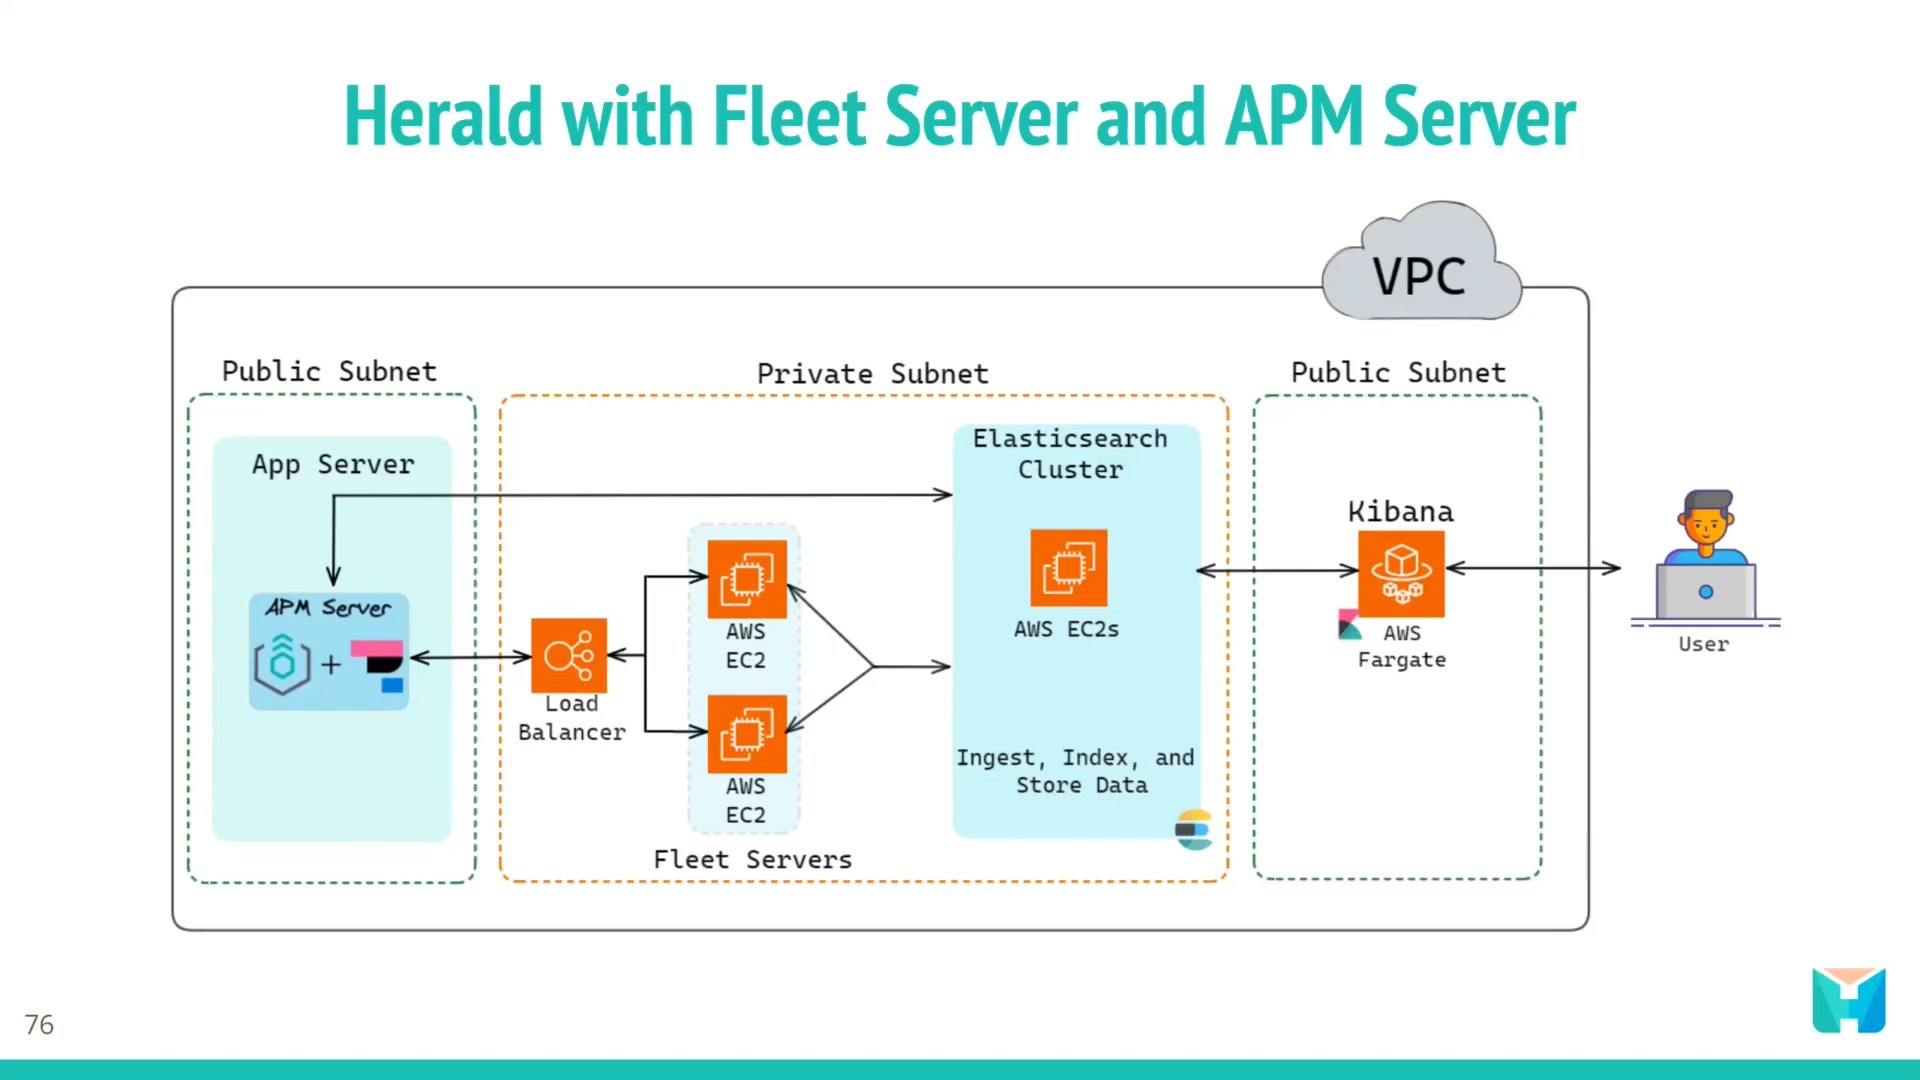 Herald with Fleet Server and APM Server
VPC
Public Subnet
Private Subnet
Public Subnet
App Server
APM Server
+
Load
Balancer
AWS
EC2
AWS
EC2
Fleet Servers
Elasticsearch
Cluster
AWS EC2s
Ingest, Index, and
Store Data
Kibana
AWS
Fargate
User
76